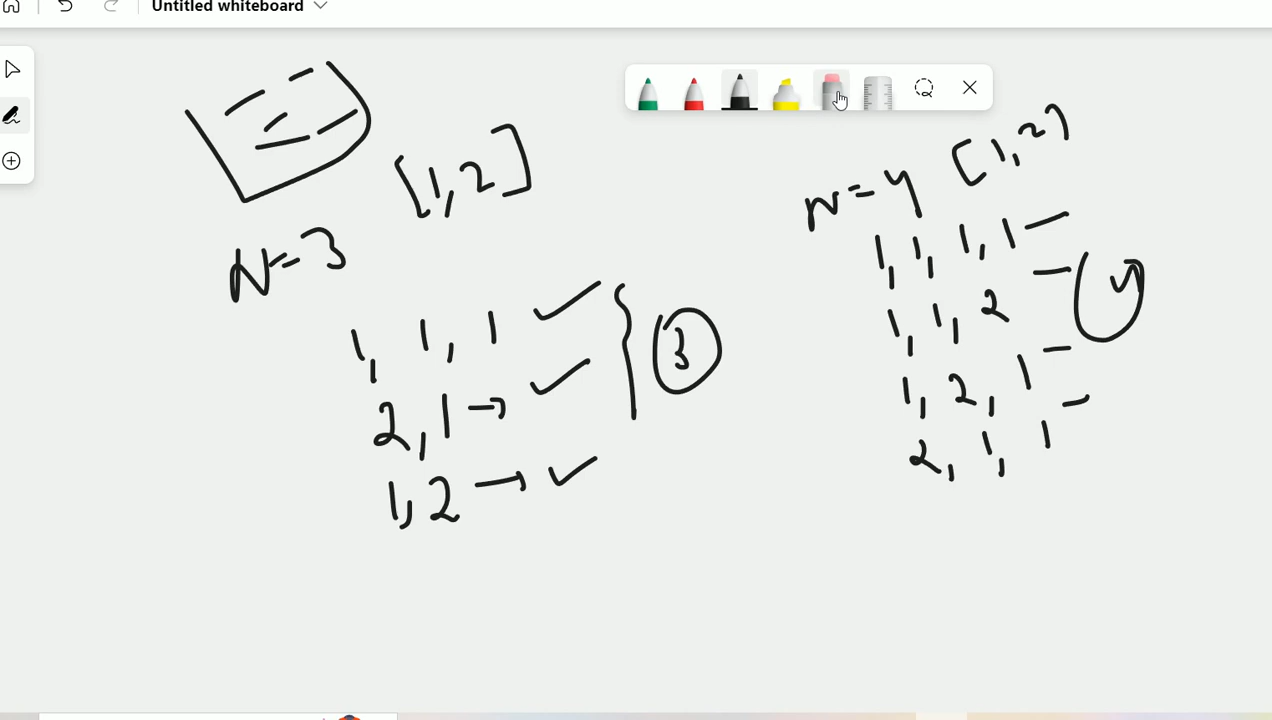 Untitled whiteboard
[1,2]
N=3
1, 1, 1
2,1 →
1,2 →
3
n=4 [1,2]
1, 1, 1, 1 -
1, 1, 2 -
1, 2, 1 -
2, 1, 1 -
4